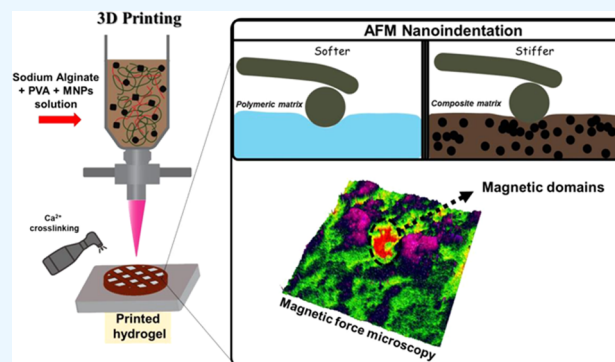 3D Printing
Sodium Alginate
+ PVA + MNPs
solution
Ca²⁺
crosslinking
Printed
hydrogel
AFM Nanoindentation
Softer
Polymeric matrix
Stiffer
Composite matrix
Magnetic domains
Magnetic force microscopy